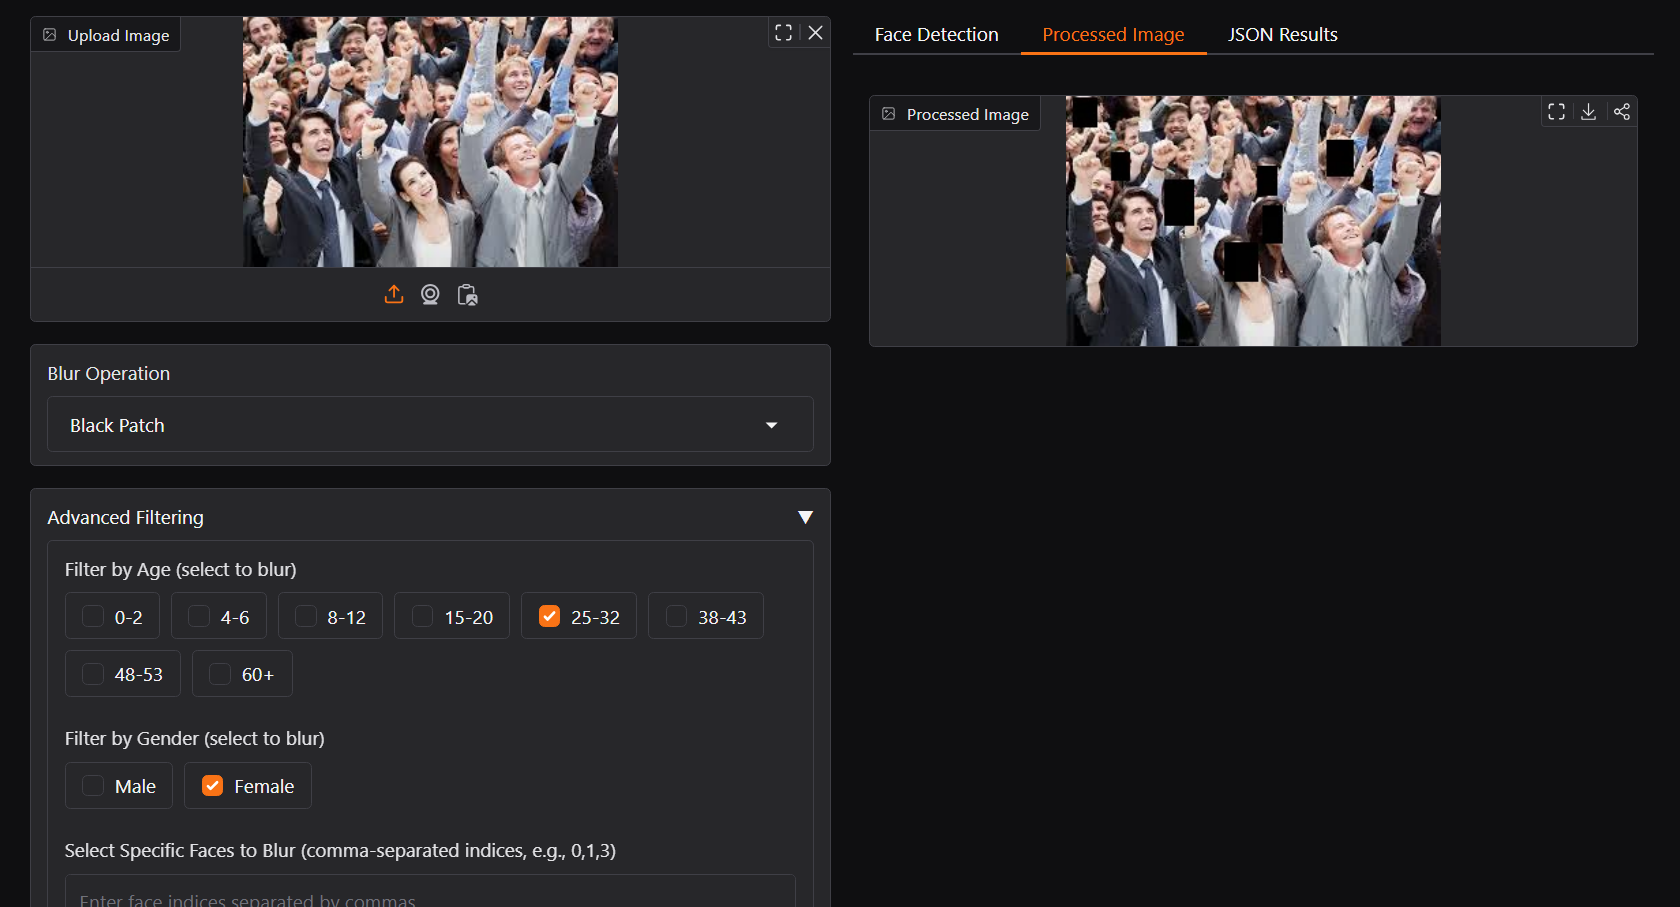 Upload Image
Face Detection
Processed Image
JSON Results
Processed Image
Blur Operation
Black Patch
Advanced Filtering
Filter by Age (select to blur)
0-2
4-6
8-12
15-20
25-32
38-43
48-53
60+
Filter by Gender (select to blur)
Male
Female
Select Specific Faces to Blur (comma-separated indices, e.g., 0,1,3)
Enter face indices separated by commas